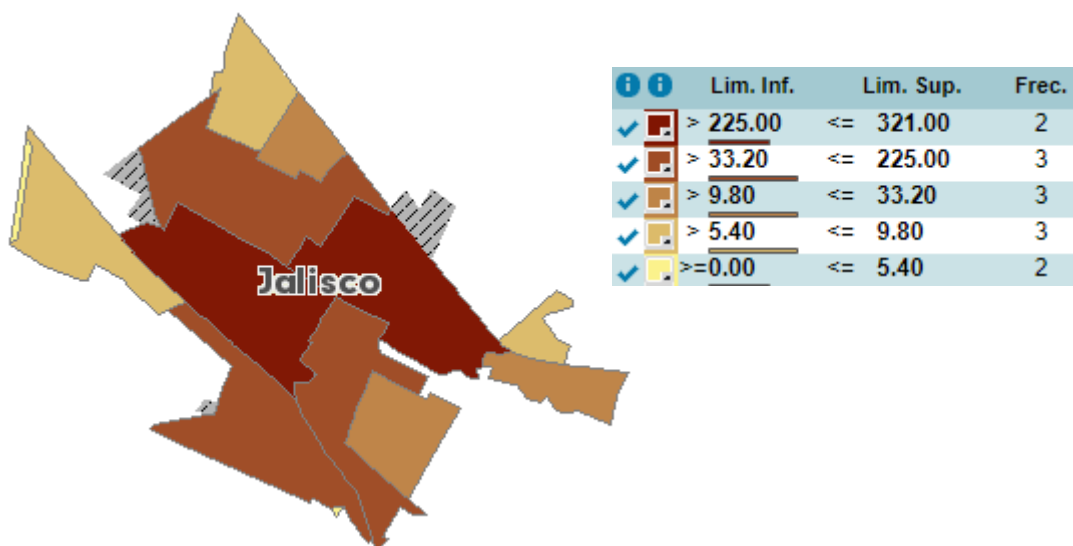 Jalisco
Lim. Inf. Lim. Sup. Frec.
> 225.00 <= 321.00 2
> 33.20 <= 225.00 3
> 9.80 <= 33.20 3
> 5.40 <= 9.80 3
>=0.00 <= 5.40 2